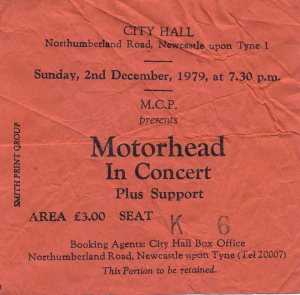 CITY HALL
Northumberland Road, Newcastle upon Tyne 1
Sunday, 2nd December, 1979, at 7.30 p.m.
M.C.P.
presents
Motorhead
In Concert
Plus Support
AREA £3.00 SEAT K 6
Booking Agents: City Hall Box Office
Northumberland Road, Newcastle upon Tyne (Tel 20007)
This Portion to be retained.
SMITH PRINT GROUP